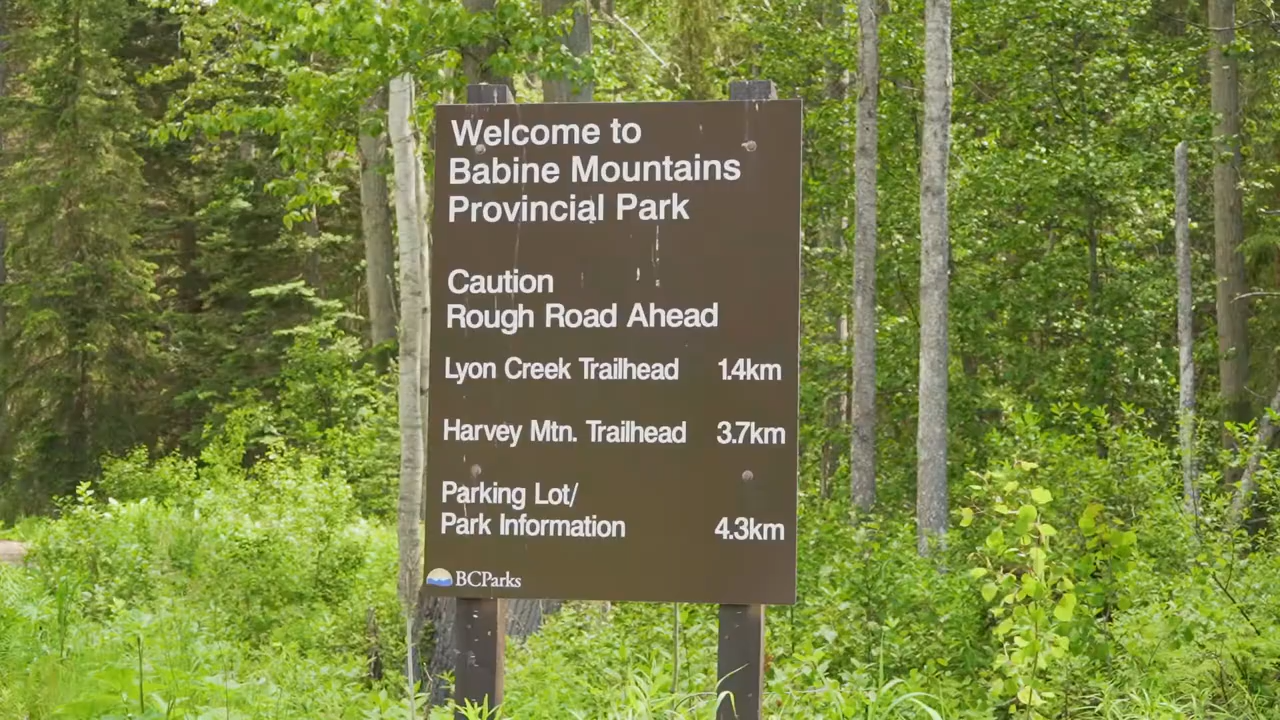 Welcome to
Babine Mountains
Provincial Park
Caution
Rough Road Ahead
Lyon Creek Trailhead 1.4km
Harvey Mtn. Trailhead 3.7km
Parking Lot/
Park Information 4.3km
BCParks